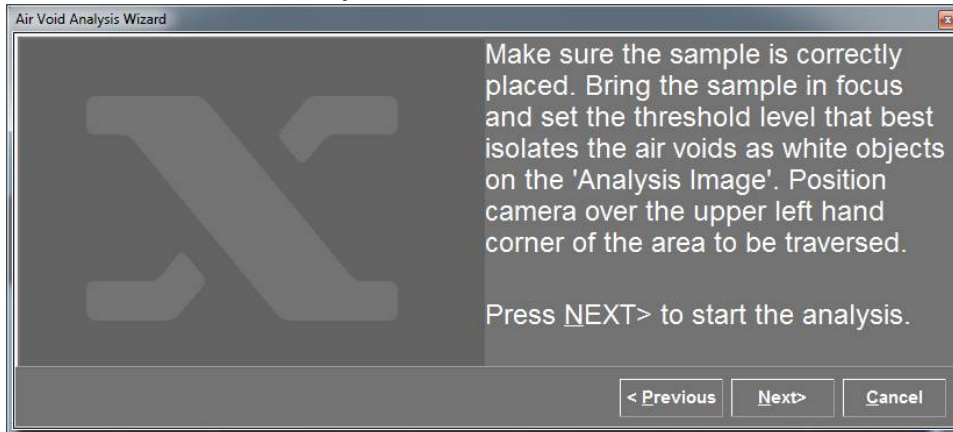 Air Void Analysis Wizard
Make sure the sample is correctly
placed. Bring the sample in focus
and set the threshold level that best
isolates the air voids as white objects
on the 'Analysis Image'. Position
camera over the upper left hand
corner of the area to be traversed.
Press NEXT> to start the analysis.
< Previous Next> Cancel